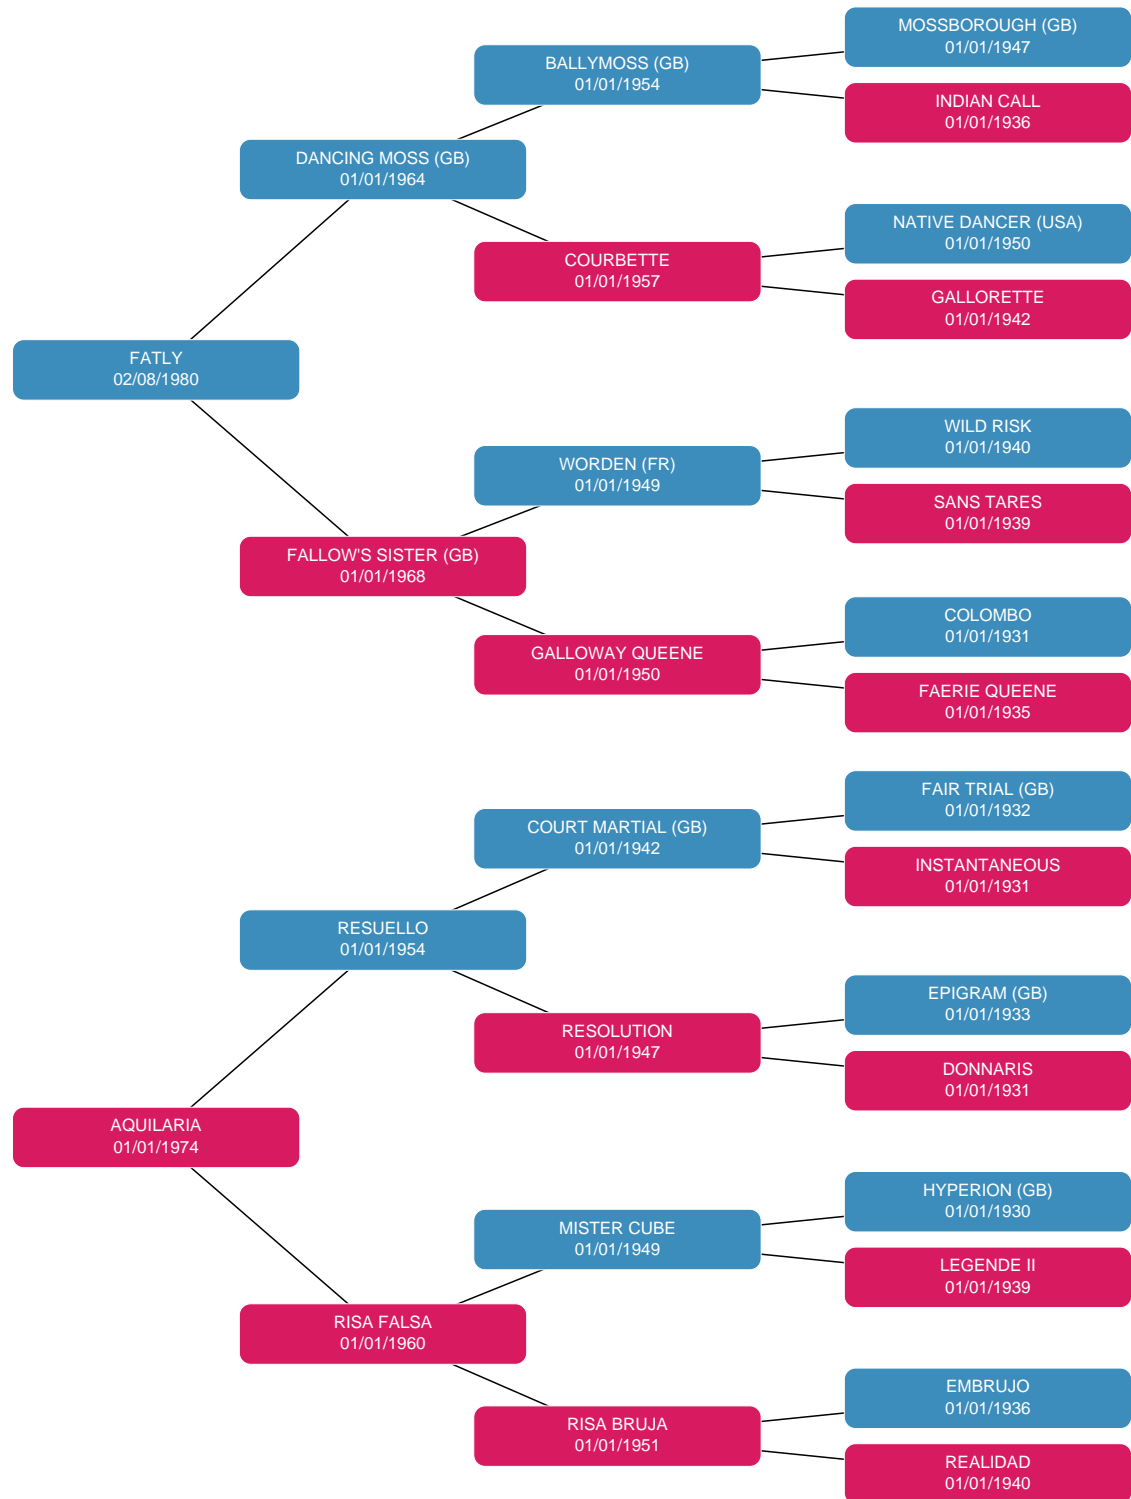 MOSSBOROUGH (GB)
01/01/1947
BALLYMOSS (GB)
01/01/1954
INDIAN CALL
01/01/1936
DANCING MOSS (GB)
01/01/1964
NATIVE DANCER (USA)
01/01/1950
COURBETTE
01/01/1957
GALLORETTE
01/01/1942
FATLY
02/08/1980
WILD RISK
01/01/1940
WORDEN (FR)
01/01/1949
SANS TARES
01/01/1939
FALLOW'S SISTER (GB)
01/01/1968
COLOMBO
01/01/1931
GALLOWAY QUEENE
01/01/1950
FAERIE QUEENE
01/01/1935
FAIR TRIAL (GB)
01/01/1932
COURT MARTIAL (GB)
01/01/1942
INSTANTANEOUS
01/01/1931
RESUELLO
01/01/1954
EPIGRAM (GB)
01/01/1933
RESOLUTION
01/01/1947
DONNARIS
01/01/1931
AQUILARIA
01/01/1974
HYPERION (GB)
01/01/1930
MISTER CUBE
01/01/1949
LEGENDE II
01/01/1939
RISA FALSA
01/01/1960
EMBRUJO
01/01/1936
RISA BRUJA
01/01/1951
REALIDAD
01/01/1940